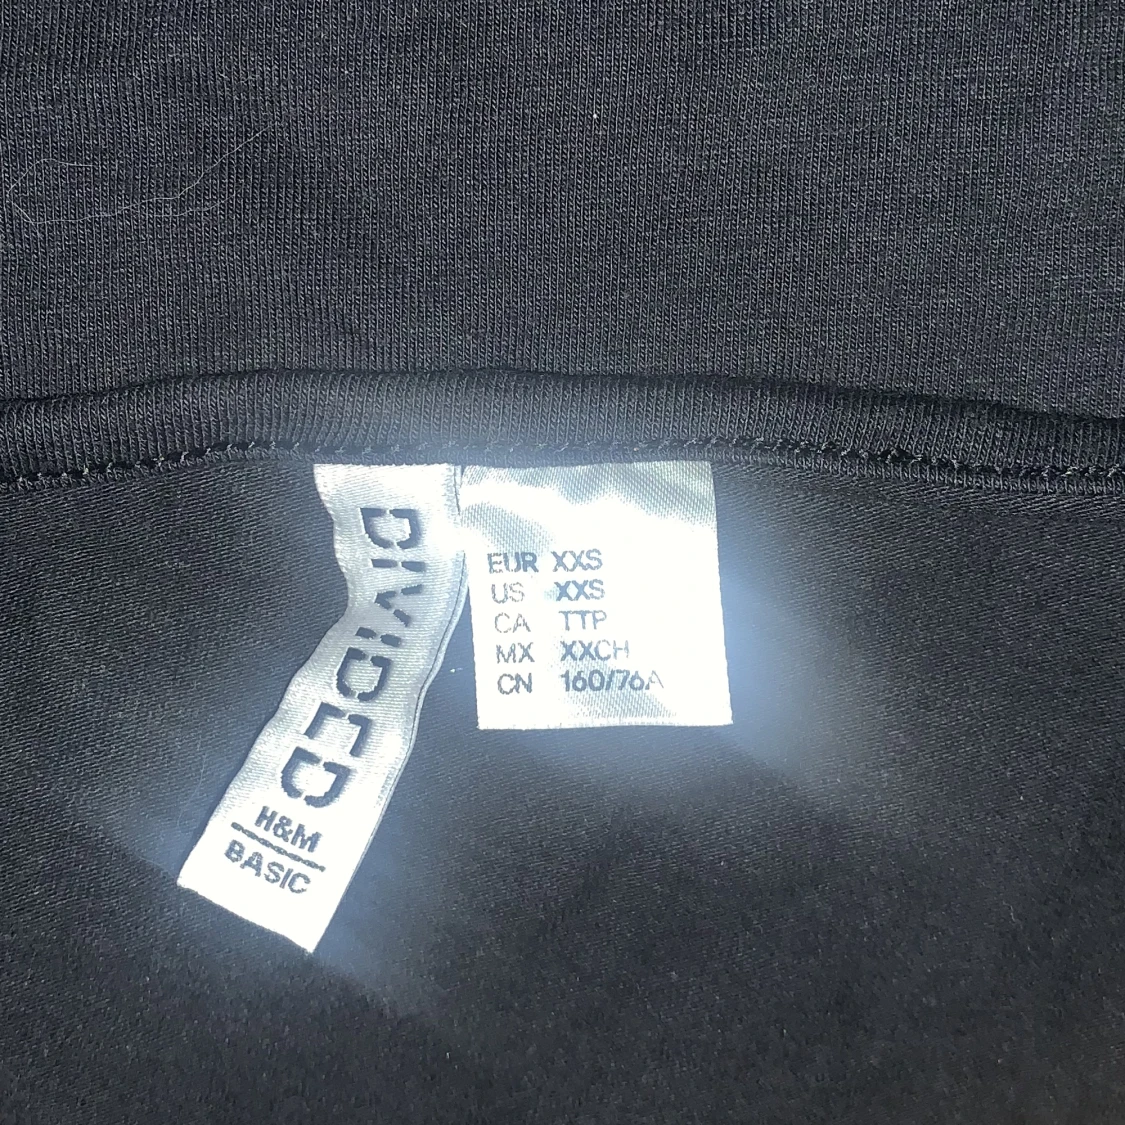 DIVIDED
H&M
BASIC
EUR XXS
US XXS
CA TTP
MX XXCH
CN 160/76A